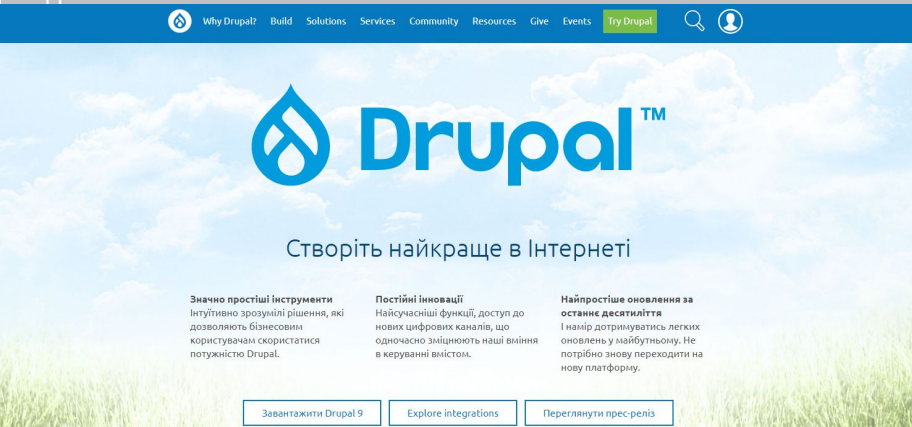 Why Drupal? Build Solutions Services Community Resources Give Events Try Drupal
Drupal™
Створіть найкраще в Інтернеті
Значно простіші інструменти
Інтуїтивно зрозумілі рішення, які
дозволяють бізнесовим
користувачам скористатися
потужністю Drupal.
Постійні інновації
Найсучасніші функції, доступ до
нових цифрових каналів, що
одночасно зміцнюють наші вміння
в керуванні вмістом.
Найпростіше оновлення за
останнє десятиліття
І намір дотримуватись легких
оновлень у майбутньому. Не
потрібно знову переходити на
нову платформу.
Завантажити Drupal 9 Explore integrations Переглянути прес-реліз